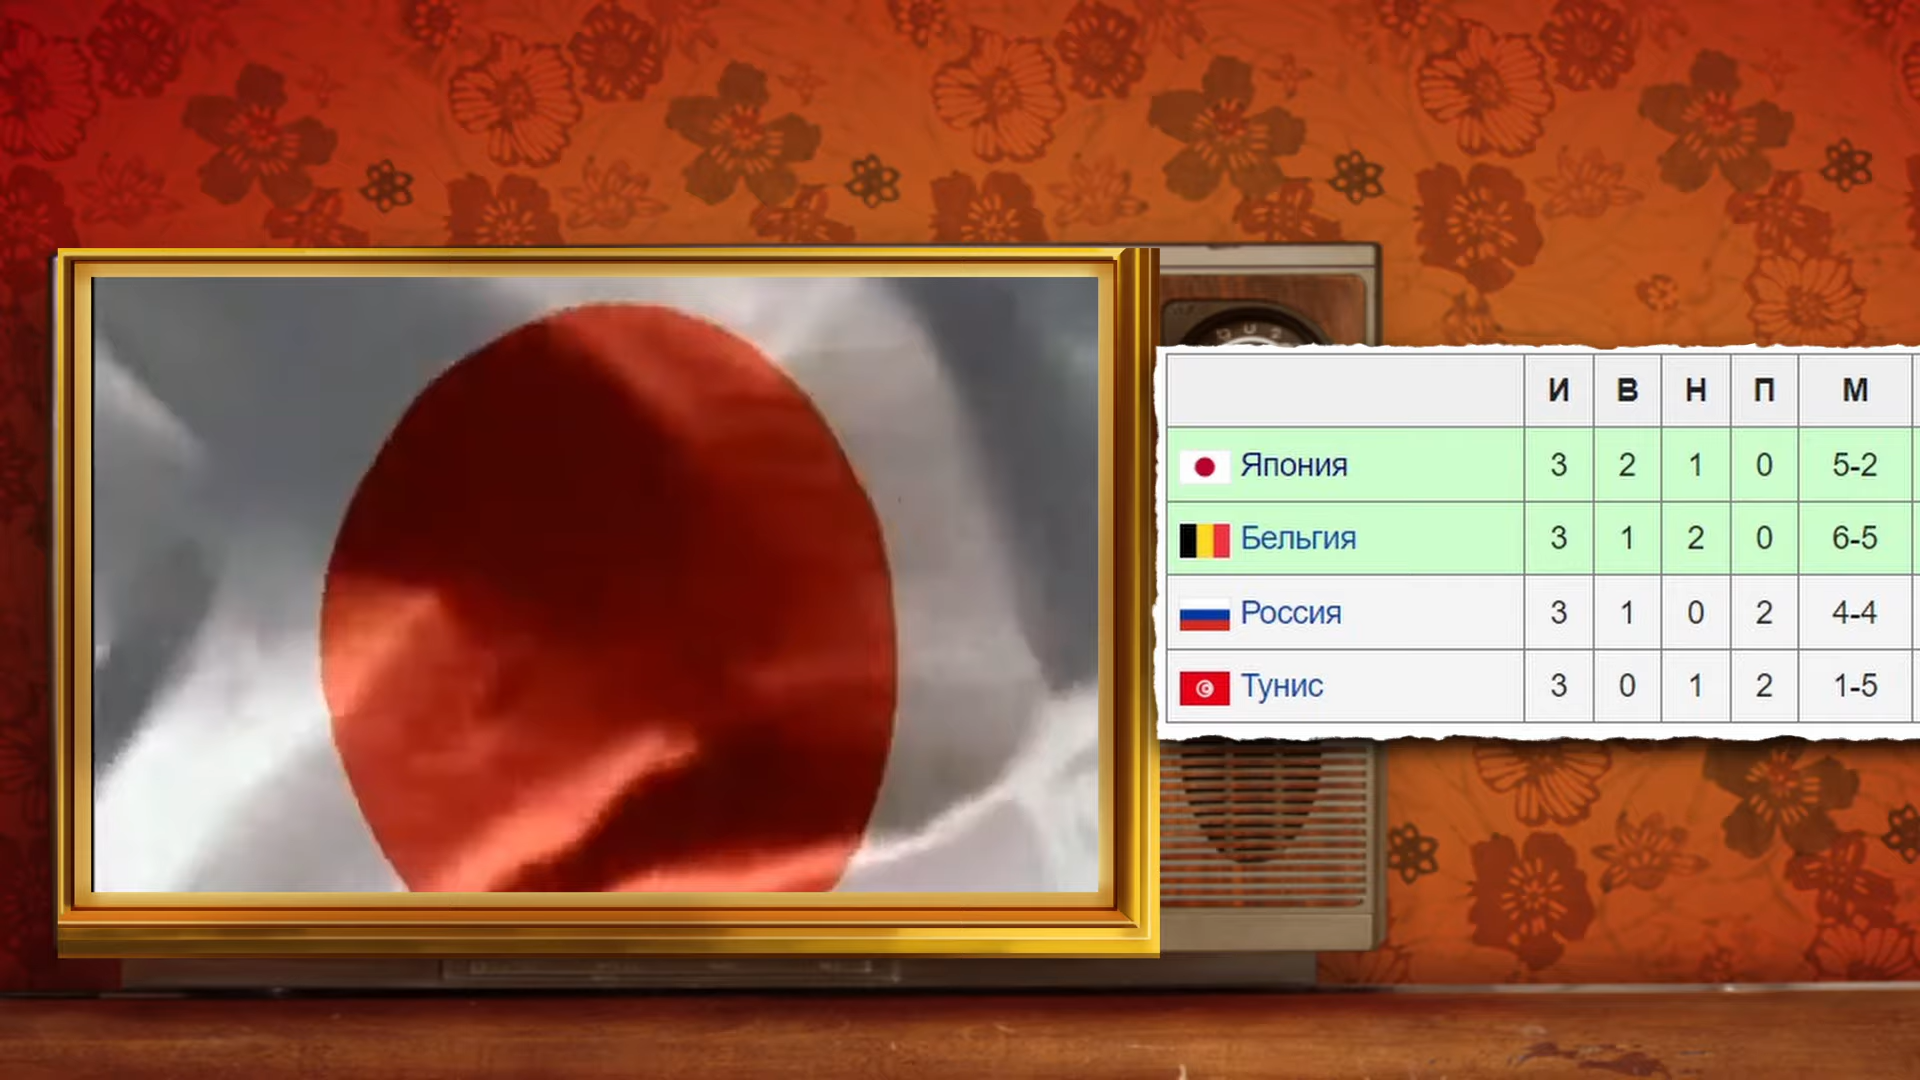 И В Н П М
Япония 3 2 1 0 5-2
Бельгия 3 1 2 0 6-5
Россия 3 1 0 2 4-4
Тунис 3 0 1 2 1-5